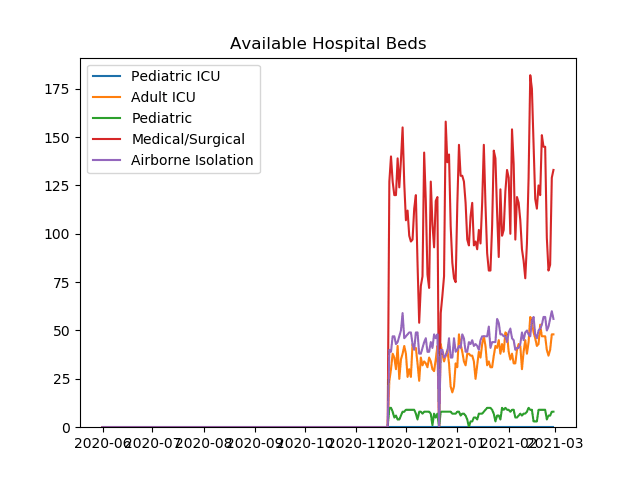 Available Hospital Beds
Pediatric ICU
Adult ICU
Pediatric
Medical/Surgical
Airborne Isolation
175
150
125
100
75
50
25
0
2020-06 2020-07 2020-08 2020-09 2020-10 2020-11 2020-12 2021-01 2021-02 2021-03